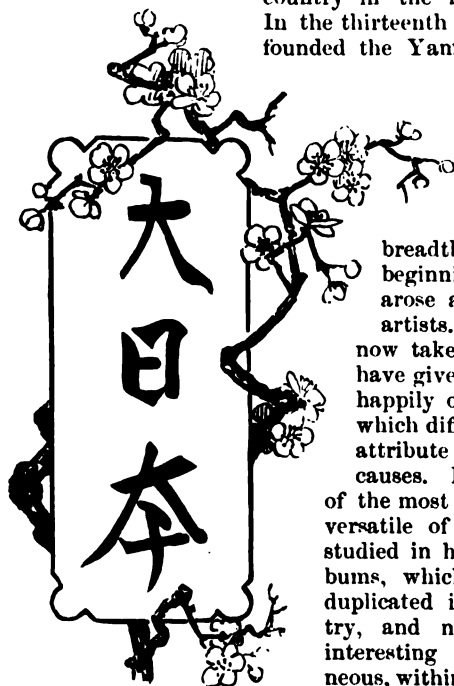 country in the
In the thirteenth
founded the Yam
大
日
夲
breadth
beginni
arose a
artists.
now take
have give
happily o
which dif
attribute
causes.
of the most
versatile of
studied in h
bums, which
duplicated i
try, and n
interesting
neous, within